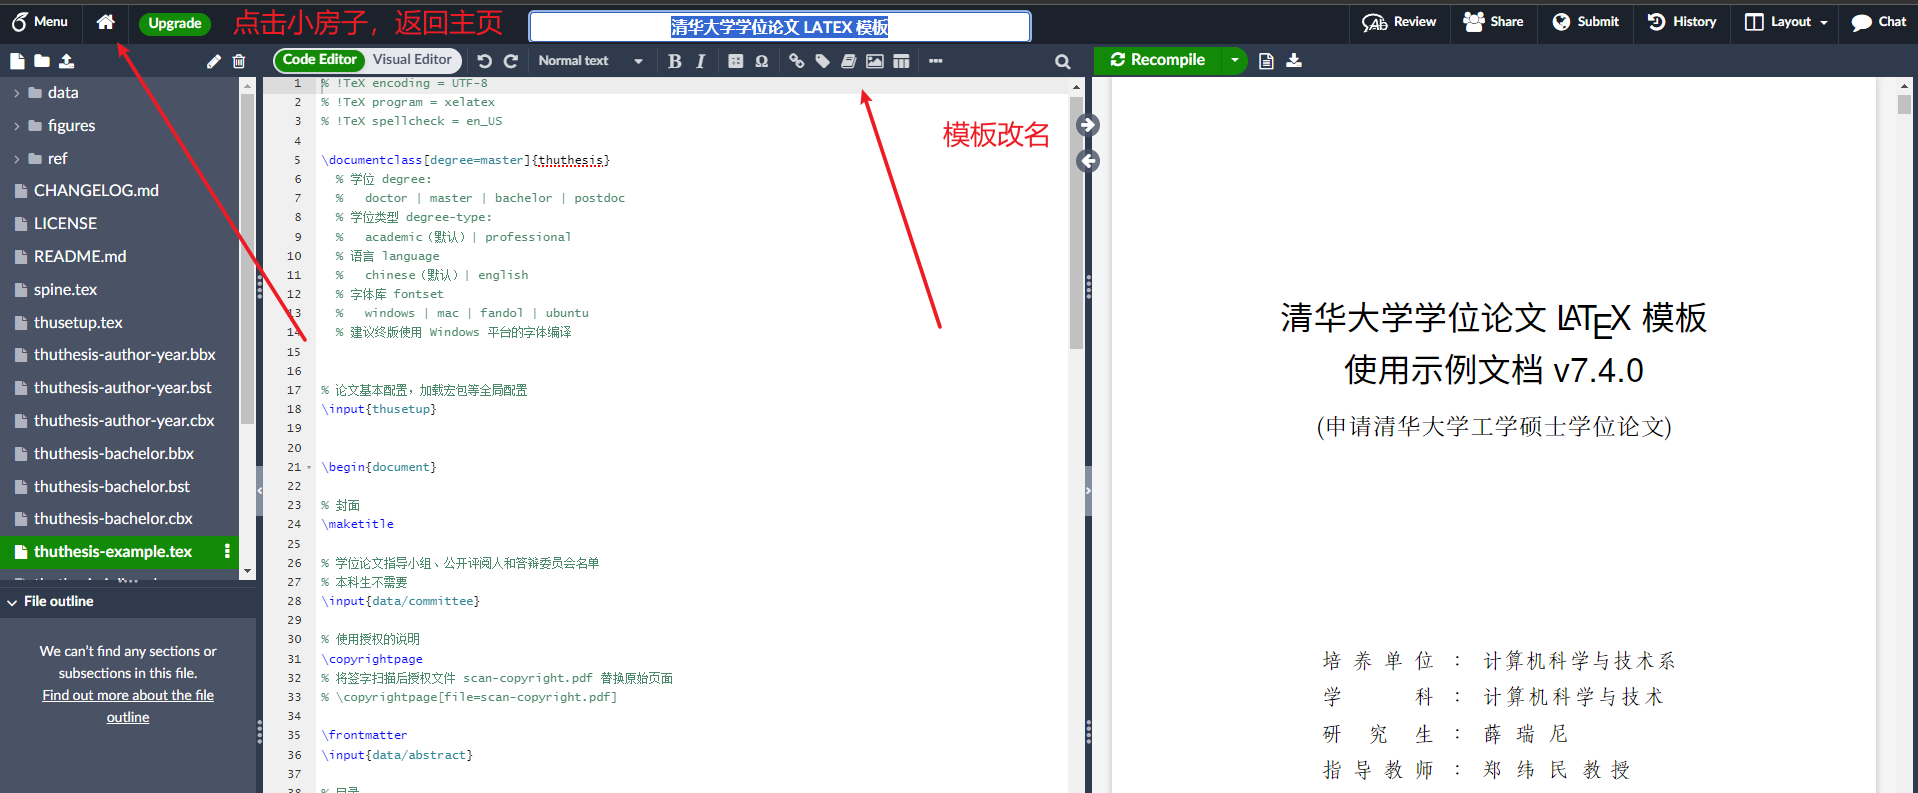 Menu
Upgrade
点击小房子，返回主页
清华大学学位论文 LATEX 模板
Review
Share
Submit
History
Layout
Chat
Code Editor
Visual Editor
Normal text
B
I
Ω
Recompile
data
figures
ref
CHANGELOG.md
LICENSE
README.md
spine.tex
thusetup.tex
thuthesis-author-year.bbx
thuthesis-author-year.bst
thuthesis-author-year.cbx
thuthesis-bachelor.bbx
thuthesis-bachelor.bst
thuthesis-bachelor.cbx
thuthesis-example.tex
File outline
We can't find any sections or
subsections in this file.
Find out more about the file
outline
1 % !TeX encoding = UTF-8
2 % !TeX program = xelatex
3 % !TeX spellcheck = en_US
4
5 \documentclass[degree=master]{thuthesis}
6 % 学位 degree:
7 % doctor | master | bachelor | postdoc
8 % 学位类型 degree-type:
9 % academic（默认）| professional
10 % 语言 language
11 % chinese（默认）| english
12 % 字体库 fontset
13 % windows | mac | fandol | ubuntu
14 % 建议终版使用 Windows 平台的字体编译
15
16
17 % 论文基本配置，加载宏包等全局配置
18 \input{thusetup}
19
20
21 \begin{document}
22
23 % 封面
24 \maketitle
25
26 % 学位论文指导小组、公开评阅人和答辩委员会名单
27 % 本科生不需要
28 \input{data/committee}
29
30 % 使用授权的说明
31 \copyrightpage
32 % 将签字扫描后授权文件 scan-copyright.pdf 替换原始页面
33 % \copyrightpage[file=scan-copyright.pdf]
34
35 \frontmatter
36 \input{data/abstract}
37
38 % 目录
模板改名
清华大学学位论文 LATEX 模板
使用示例文档 v7.4.0
(申请清华大学工学硕士学位论文)
培养单位：计算机科学与技术系
学科：计算机科学与技术
研究生：薛瑞尼
指导教师：郑纬民教授